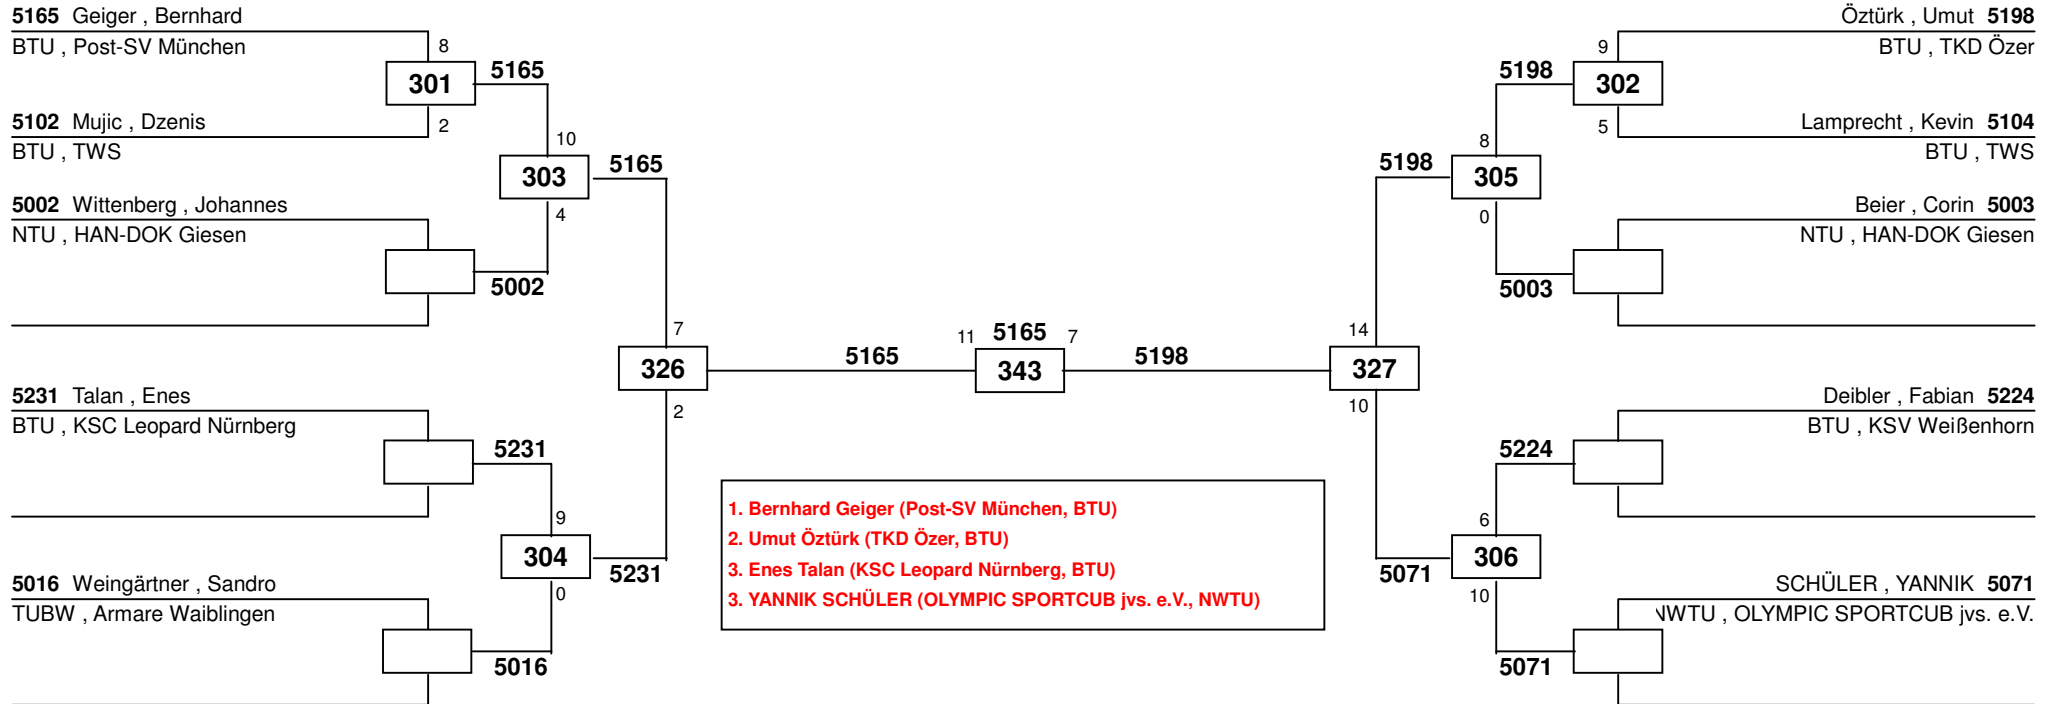 5165 Geiger , Bernhard
BTU , Post-SV München
8
301
5165
5102 Mujic , Dzenis
2
BTU , TWS
10
303
5165
5002 Wittenberg , Johannes
4
NTU , HAN-DOK Giesen
5002
7
326
5165
2
5231 Talan , Enes
BTU , KSC Leopard Nürnberg
5231
9
304
5231
0
5016 Weingärtner , Sandro
TUBW , Armare Waiblingen
5016
11 5165 7
343
5198
1. Bernhard Geiger (Post-SV München, BTU)
2. Umut Öztürk (TKD Özer, BTU)
3. Enes Talan (KSC Leopard Nürnberg, BTU)
3. YANNIK SCHÜLER (OLYMPIC SPORTCUB jvs. e.V., NWTU)
Öztürk , Umut 5198
9
BTU , TKD Özer
5198
302
5
Lamprecht , Kevin 5104
BTU , TWS
8
5198
305
0
Beier , Corin 5003
NTU , HAN-DOK Giesen
5003
14
327
10
Deibler , Fabian 5224
BTU , KSV Weißenhorn
5224
6
306
5071
10
SCHÜLER , YANNIK 5071
NWTU , OLYMPIC SPORTCUB jvs. e.V.
5071